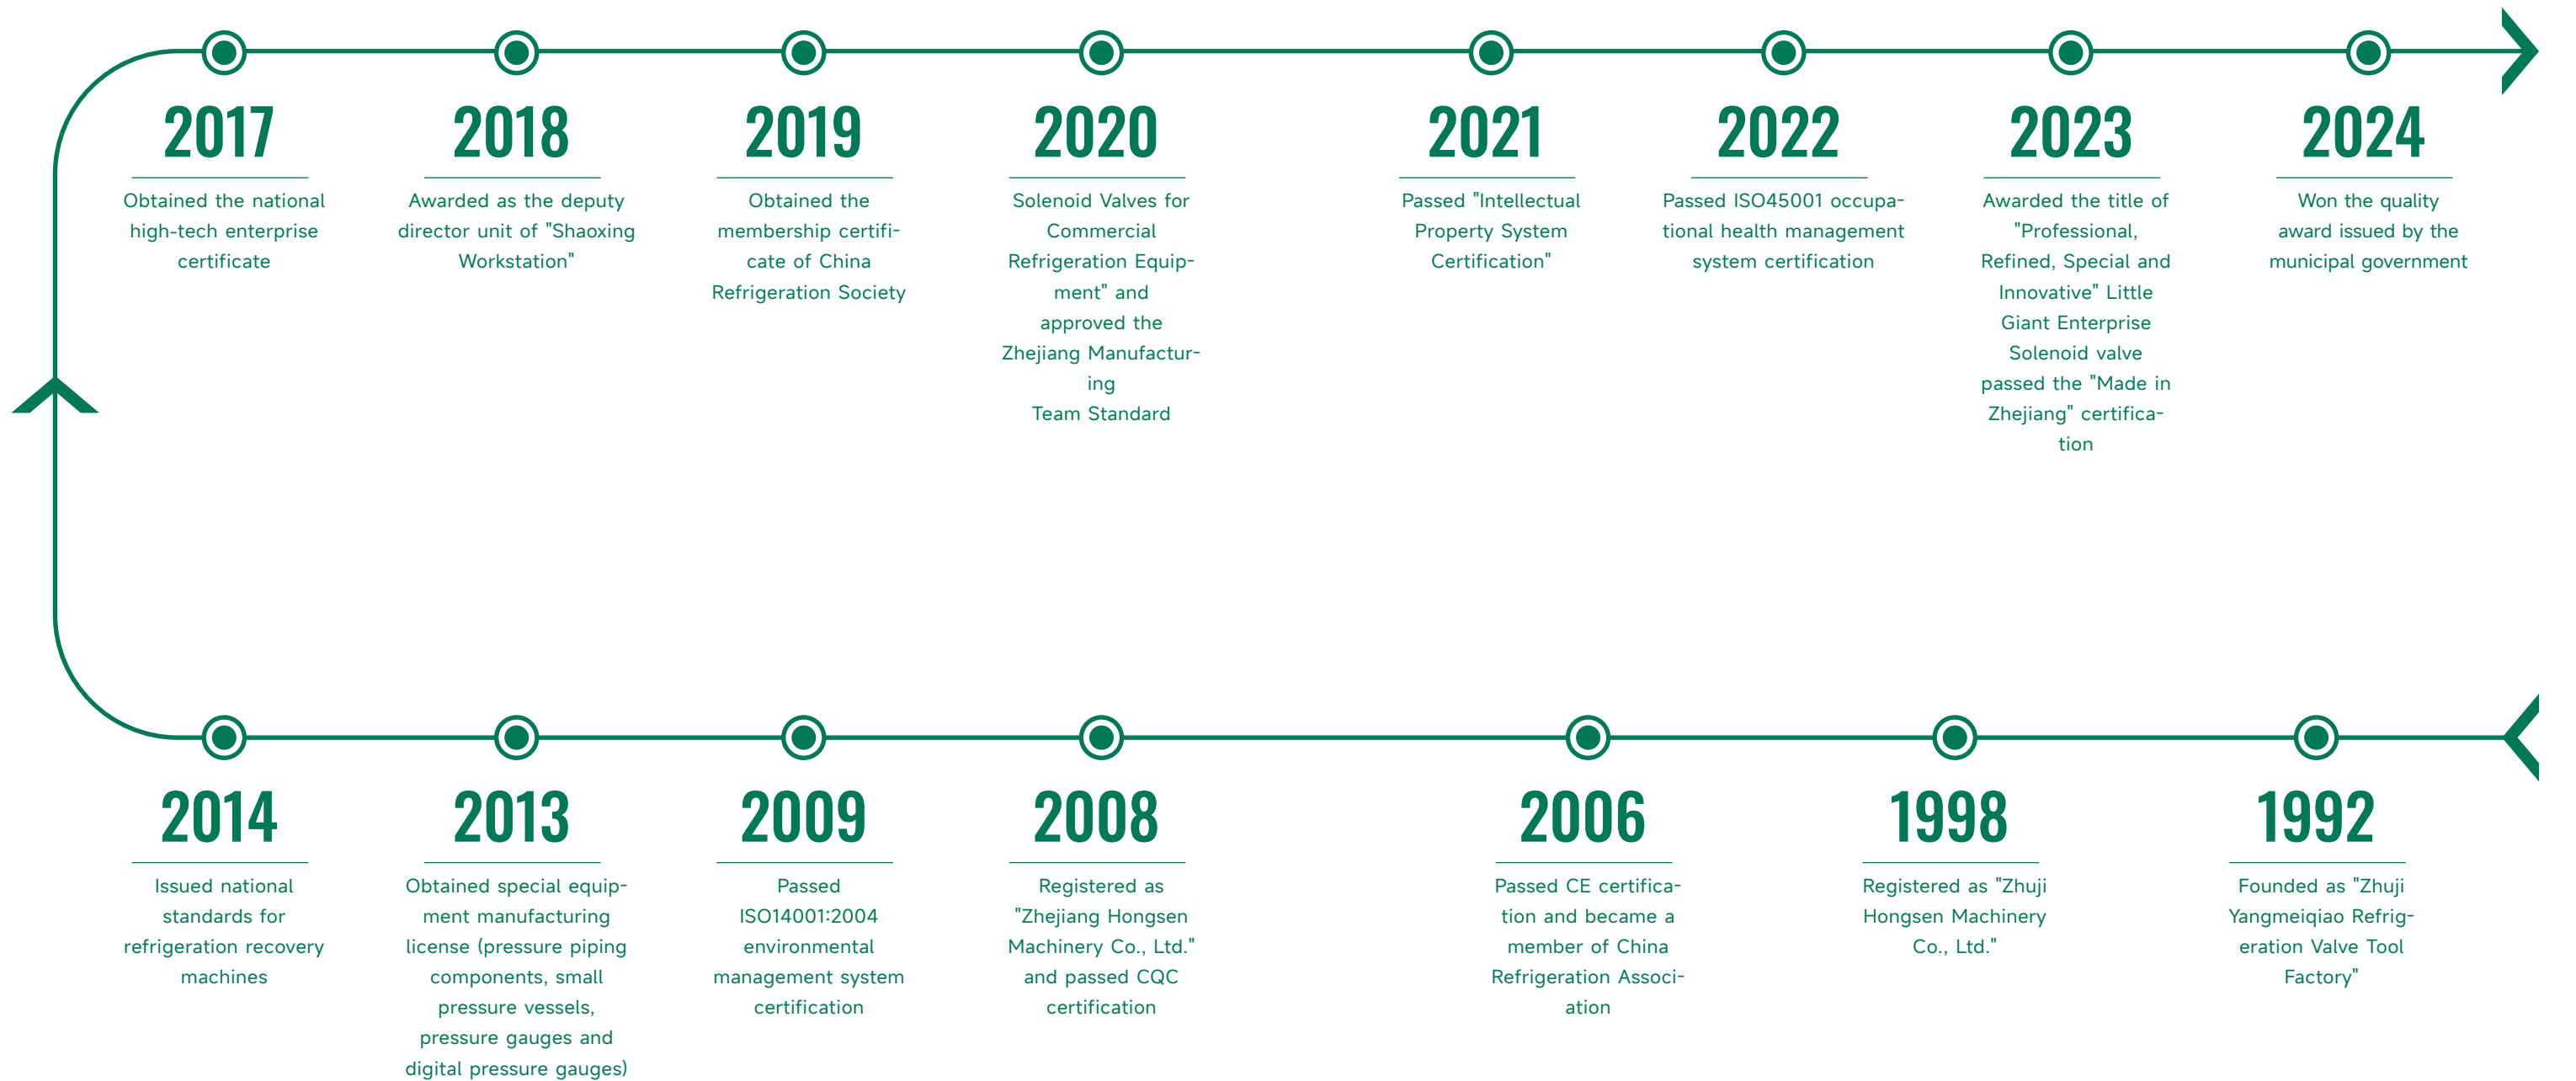 2017
Obtained the national
high-tech enterprise
certificate
2018
Awarded as the deputy
director unit of "Shaoxing
Workstation"
2019
Obtained the
membership certifi-
cate of China
Refrigeration Society
2020
Solenoid Valves for
Commercial
Refrigeration Equip-
ment" and
approved the
Zhejiang Manufactur-
ing
Team Standard
2021
Passed "Intellectual
Property System
Certification"
2022
Passed ISO45001 occupa-
tional health management
system certification
2023
Awarded the title of
"Professional,
Refined, Special and
Innovative" Little
Giant Enterprise
Solenoid valve
passed the "Made in
Zhejiang" certifica-
tion
2024
Won the quality
award issued by the
municipal government
2014
Issued national
standards for
refrigeration recovery
machines
2013
Obtained special equip-
ment manufacturing
license (pressure piping
components, small
pressure vessels,
pressure gauges and
digital pressure gauges)
2009
Passed
ISO14001:2004
environmental
management system
certification
2008
Registered as
"Zhejiang Hongsen
Machinery Co., Ltd."
and passed CQC
certification
2006
Passed CE certifica-
tion and became a
member of China
Refrigeration Associ-
ation
1998
Registered as "Zhuji
Hongsen Machinery
Co., Ltd."
1992
Founded as "Zhuji
Yangmeiqiao Refrig-
eration Valve Tool
Factory"